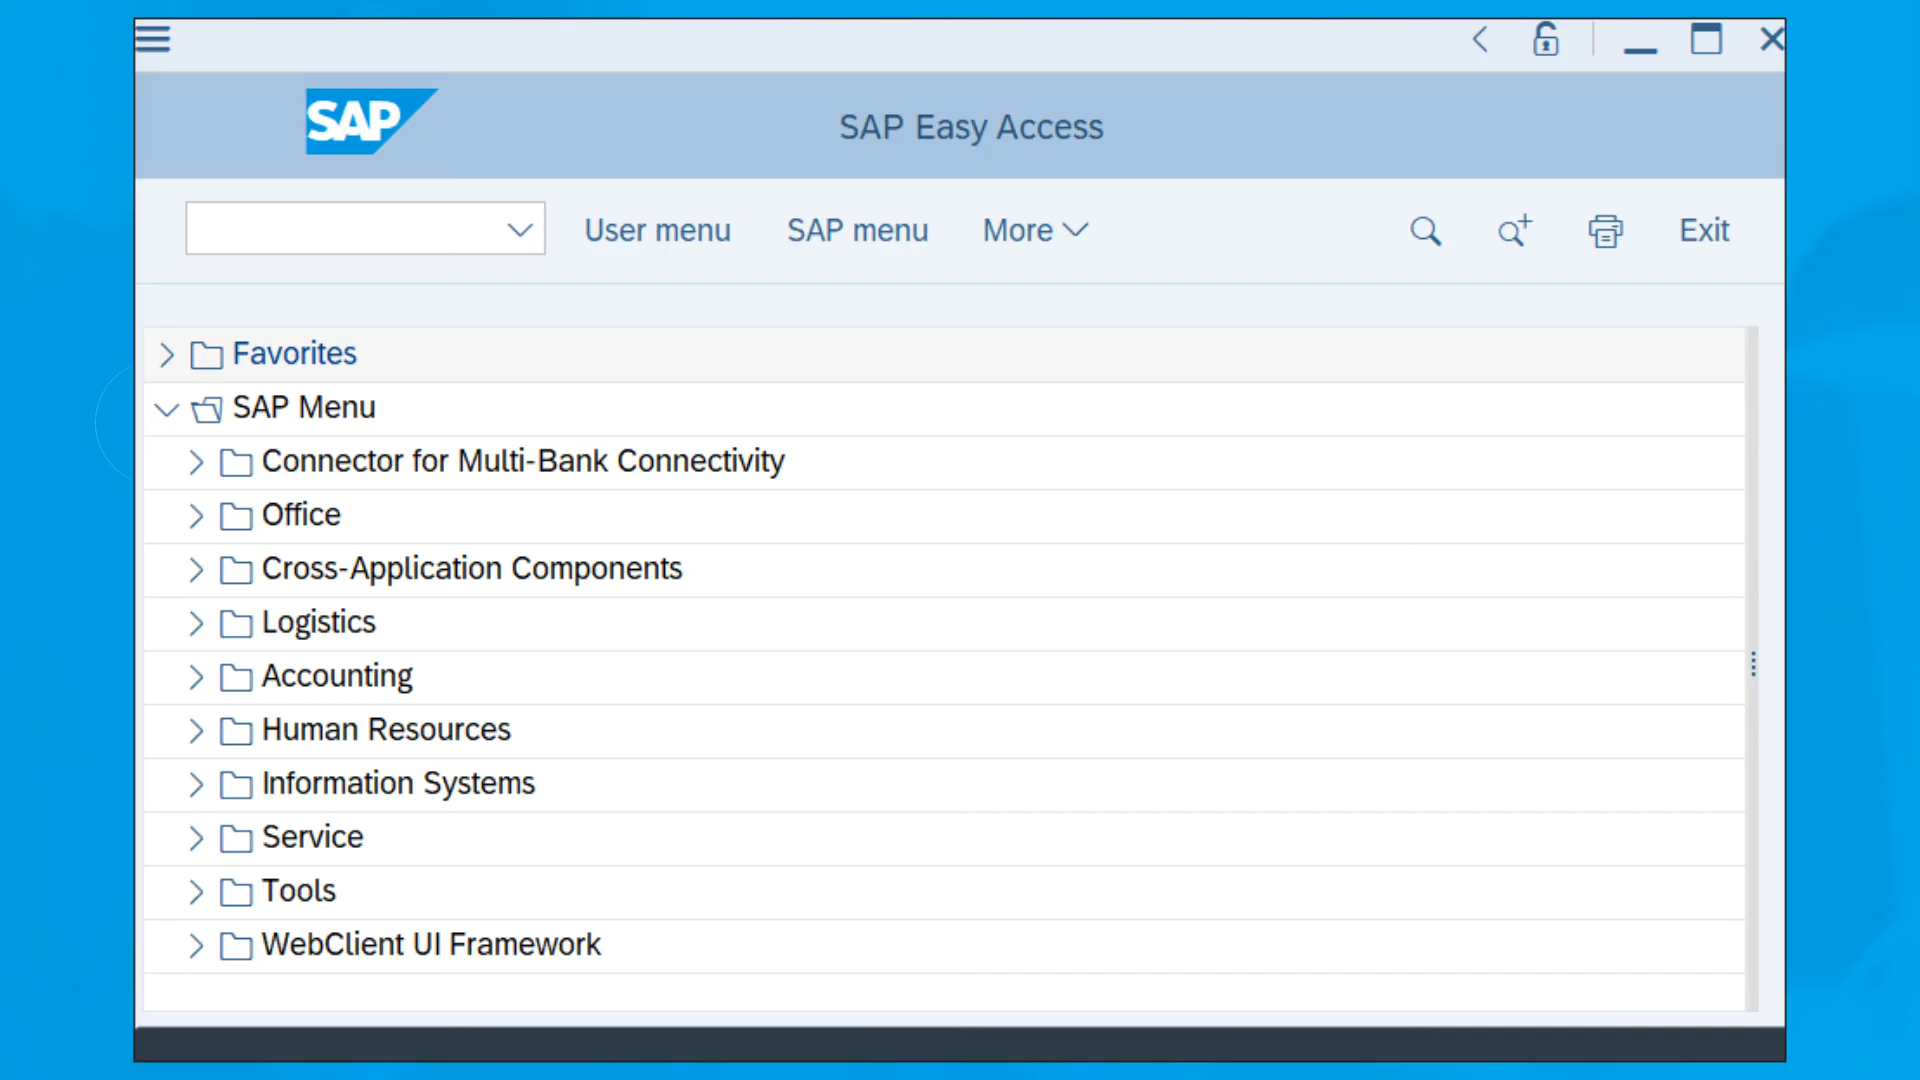 SAP
SAP Easy Access
User menu SAP menu More Exit
Favorites
SAP Menu
Connector for Multi-Bank Connectivity
Office
Cross-Application Components
Logistics
Accounting
Human Resources
Information Systems
Service
Tools
WebClient UI Framework